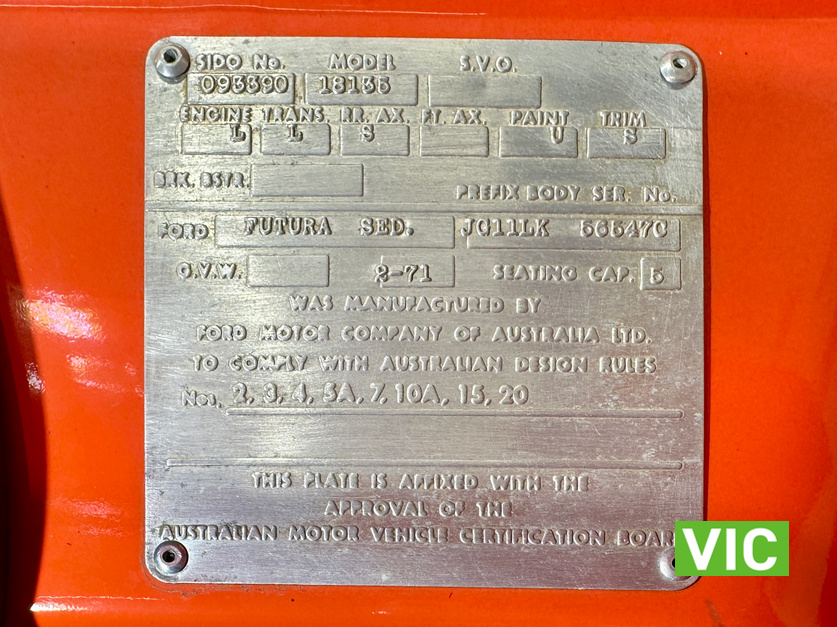 SIDO No. MODEL S.V.O.
093390 18135
ENGINE TRANS. RR. AX. FT. AX. PAINT TRIM
L L S U S
BRK. BSTR. PREFIX BODY SER. No.
FORD FUTURA SED. JG11LK 56547C
G.V.W. 2-71 SEATING CAP. 5
WAS MANUFACTURED BY
FORD MOTOR COMPANY OF AUSTRALIA LTD.
TO COMPLY WITH AUSTRALIAN DESIGN RULES
Nos. 2, 3, 4, 5A, 7, 10A, 15, 20
THIS PLATE IS AFFIXED WITH THE
APPROVAL OF THE
AUSTRALIAN MOTOR VEHICLE CERTIFICATION BOAR
VIC